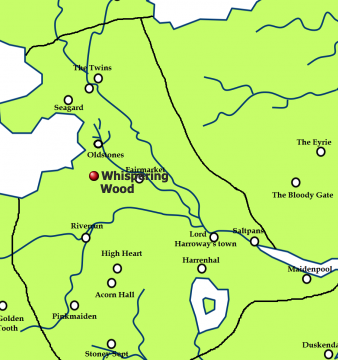 The Twins
Seagard
The Eyrie
Oldstones
Fairmarket
Whispering
Wood
The Bloody Gate
Riverrun
Saltpans
Lord
Harroway's town
High Heart
Harrenhal
Maidenpool
Acorn Hall
Golden
Tooth
Pinkmaiden
Stoney Sept
Duskenda